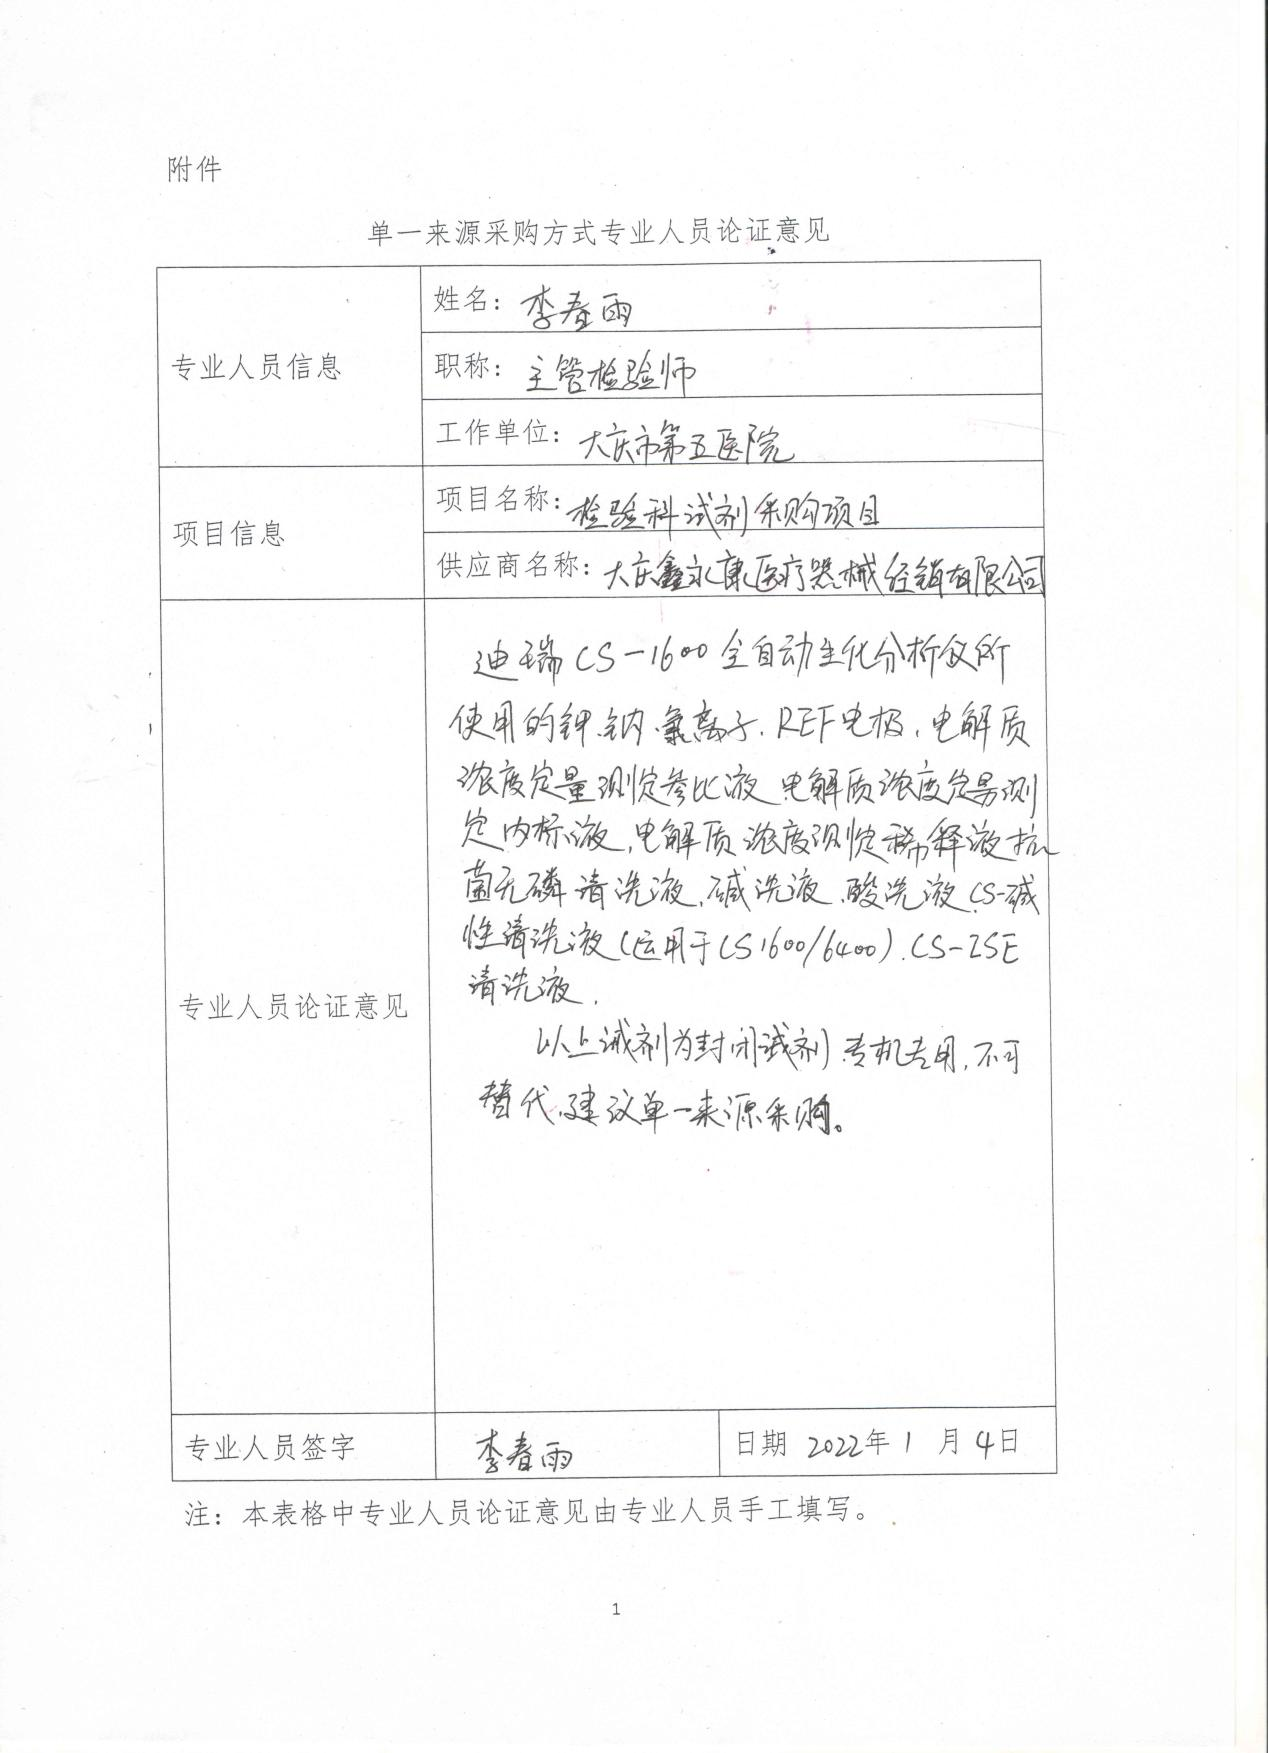 附件
单一来源采购方式专业人员论证意见
专业人员信息
姓名：李春雨
职称：主管检验师
工作单位：大庆市第五医院
项目信息
项目名称：检验科试剂采购项目
供应商名称：大庆鑫永康医疗器械经销有限公司
专业人员论证意见
迪瑞CS-1600全自动生化分析仪所
使用的钾、钠、氯离子、REF电极，电解质
浓度定量测定参比液、电解质浓度定量测
定内标液，电解质浓度测定稀释液抗
菌无磷清洗液，碱洗液、酸洗液、CS-碱
性清洗液（适用于CS1600/6400）、CS-ISE
清洗液，
以上试剂为封闭试剂、专机专用，不可
替代、建议单一来源采购。
专业人员签字
李春雨
日期 2022年1月4日
注：本表格中专业人员论证意见由专业人员手工填写。
1